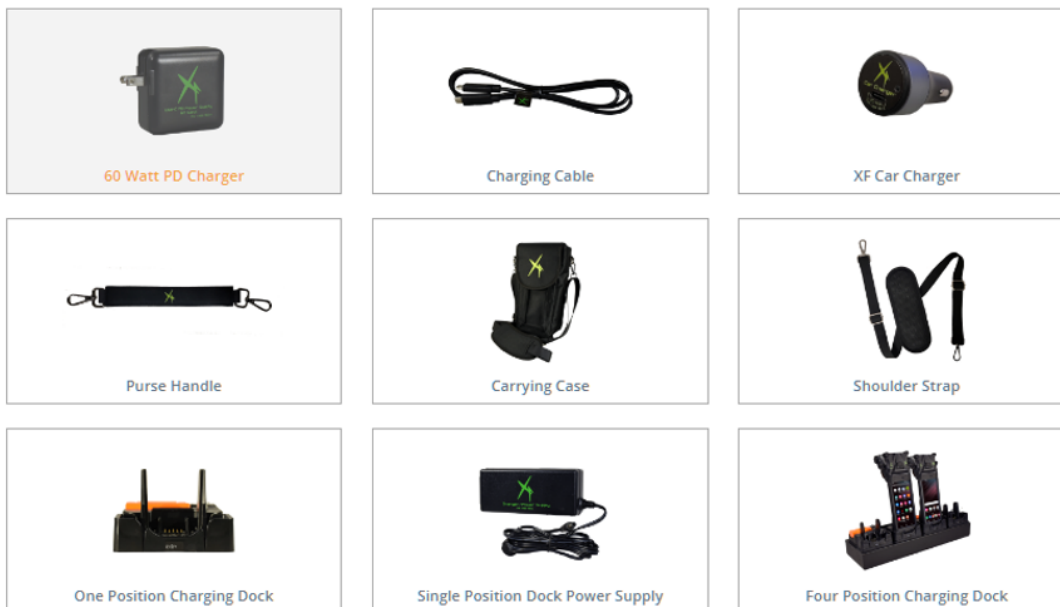 60 Watt PD Charger
Charging Cable
XF Car Charger
Purse Handle
Carrying Case
Shoulder Strap
One Position Charging Dock
Single Position Dock Power Supply
Four Position Charging Dock